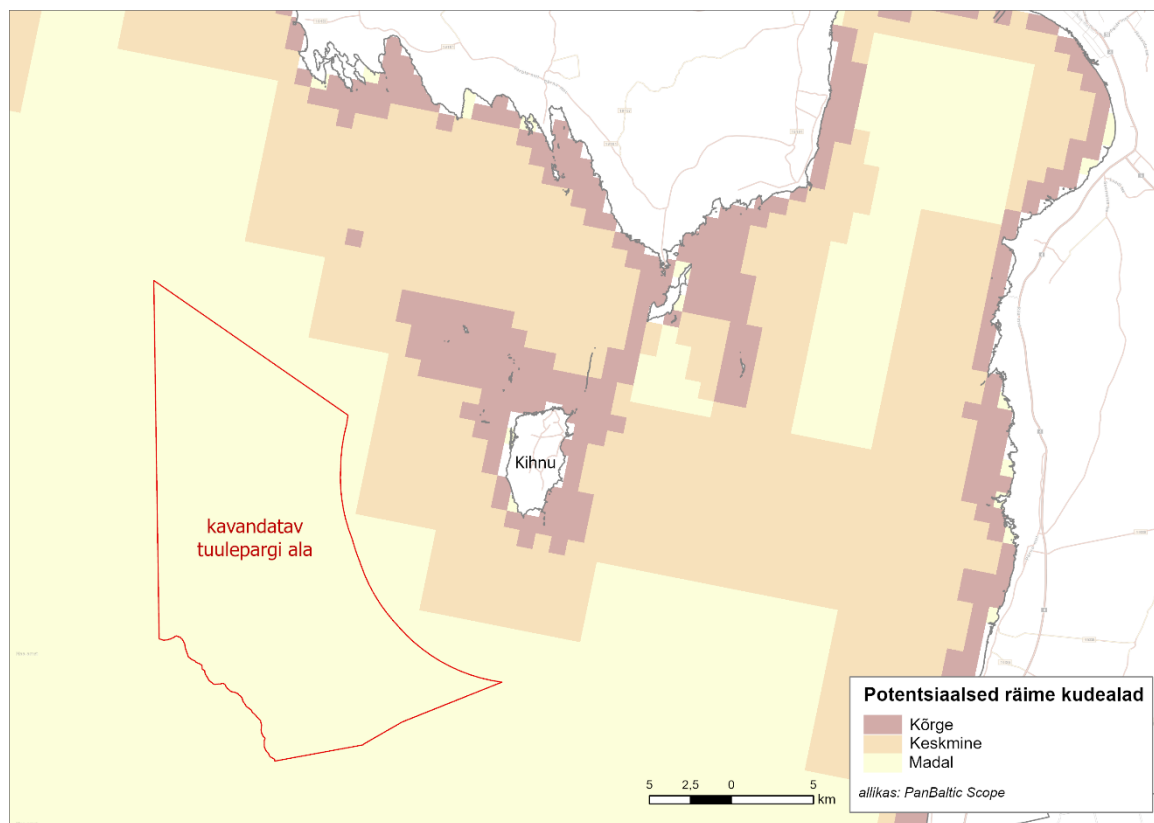 Kihnu
kavandatav
tuulepargi ala
Potentsiaalsed räime kudealad
Kõrge
Keskmine
Madal
allikas: PanBaltic Scope
5 2,5 0 5
km